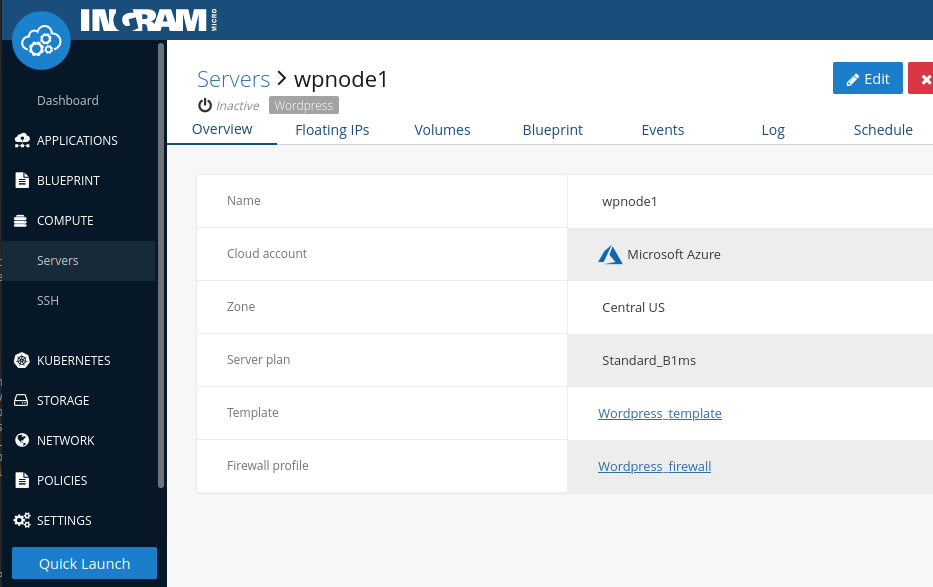 INGRAM MICRO
Dashboard
APPLICATIONS
BLUEPRINT
COMPUTE
Servers
SSH
KUBERNETES
STORAGE
NETWORK
POLICIES
SETTINGS
Quick Launch
Servers > wpnode1
Edit
Inactive Wordpress
Overview Floating IPs Volumes Blueprint Events Log Schedule
Name wpnode1
Cloud account Microsoft Azure
Zone Central US
Server plan Standard_B1ms
Template Wordpress_template
Firewall profile Wordpress_firewall